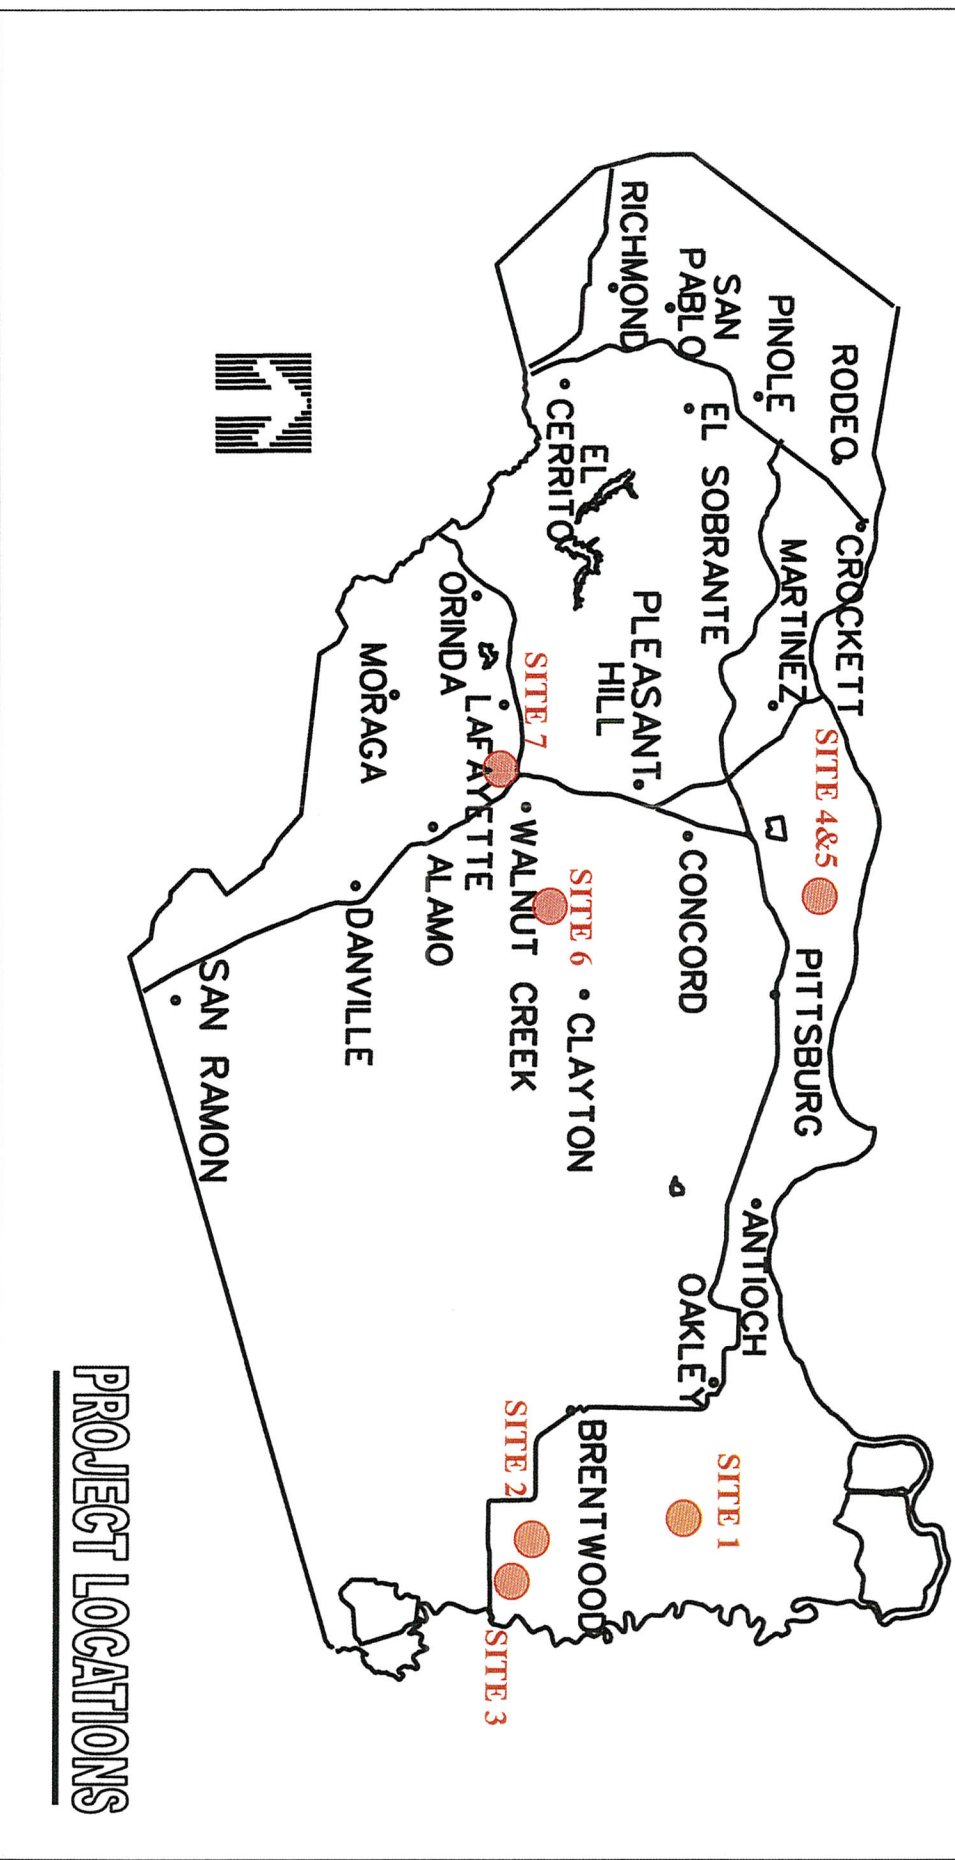 RODEO
CROCKETT
PINOLE
MARTINEZ
SAN
PABLO
EL SOBRANTE
RICHMOND
PLEASANT
HILL
EL
CERRITO
SITE 4&5
PITTSBURG
ANTIOCH
OAKLEY
SITE 1
CONCORD
SITE 6
CLAYTON
BRENTWOOD
SITE 7
WALNUT CREEK
SITE 2
SITE 3
ORINDA
LAFAYETTE
ALAMO
MORAGA
DANVILLE
SAN RAMON
PROJECT LOCATIONS